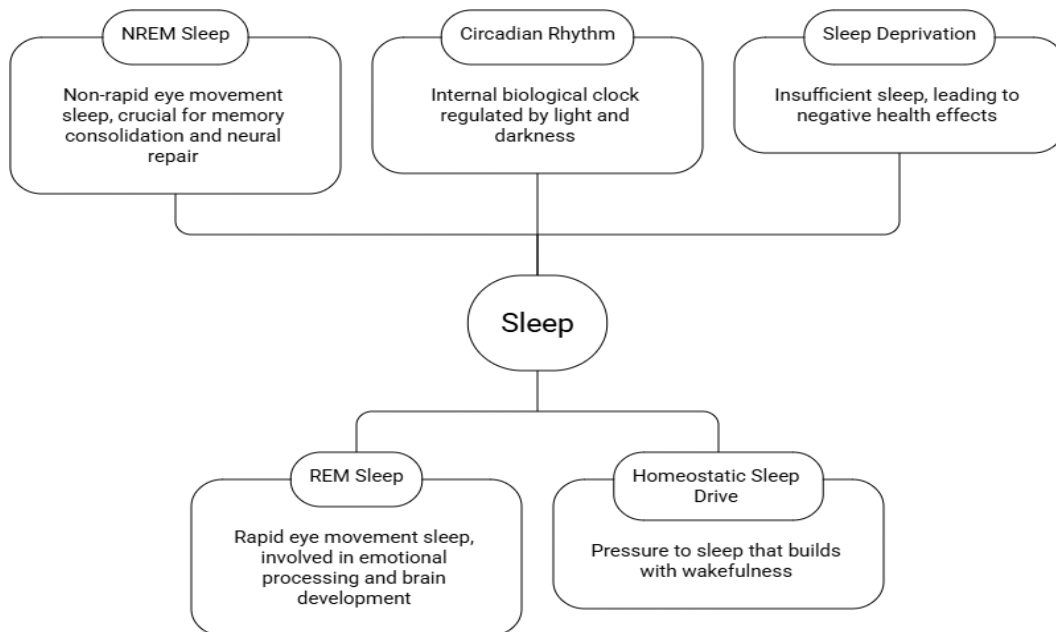 NREM Sleep
Non-rapid eye movement
sleep, crucial for memory
consolidation and neural
repair
Circadian Rhythm
Internal biological clock
regulated by light and
darkness
Sleep Deprivation
Insufficient sleep, leading to
negative health effects
Sleep
REM Sleep
Rapid eye movement sleep,
involved in emotional
processing and brain
development
Homeostatic Sleep
Drive
Pressure to sleep that builds
with wakefulness